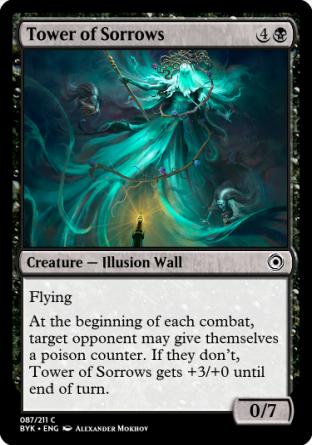 Tower of Sorrows 4
Creature — Illusion Wall
Flying
At the beginning of each combat,
target opponent may give themselves
a poison counter. If they don't,
Tower of Sorrows gets +3/+0 until
end of turn.
087/211 C
BYK • ENG Alexander Mokhov
0/7